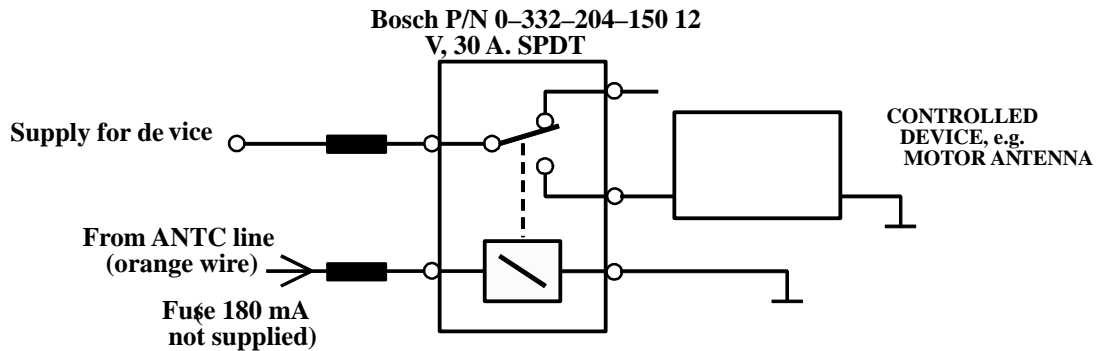 Bosch P/N 0–332–204–150 12
V, 30 A. SPDT
Supply for de vice
CONTROLLED
DEVICE, e.g.
MOTOR ANTENNA
From ANTC line
(orange wire)
Fuse 180 mA
(not supplied)